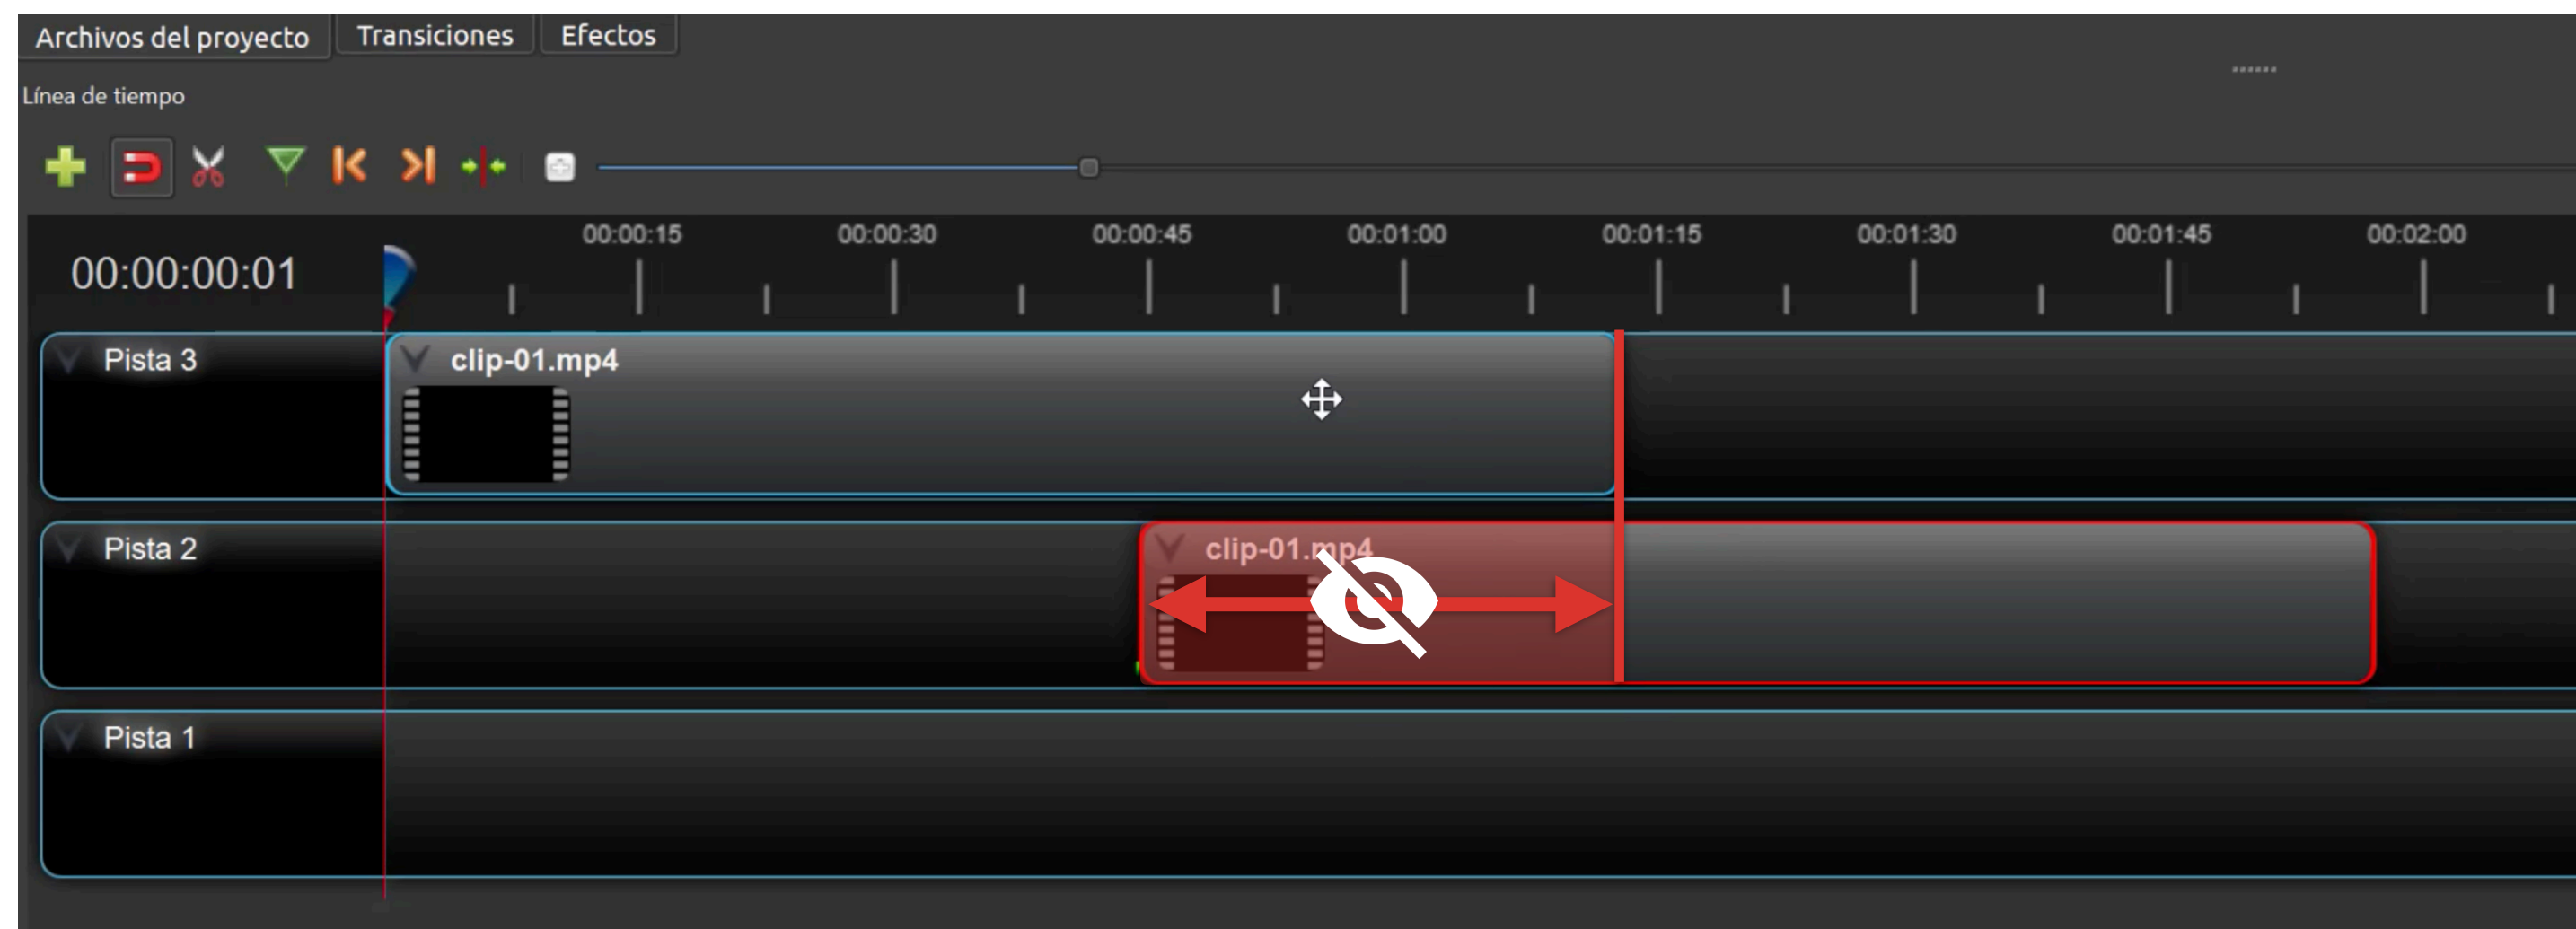 Archivos del proyecto Transiciones Efectos
Línea de tiempo
00:00:15 00:00:30 00:00:45 00:01:00 00:01:15 00:01:30 00:01:45 00:02:00
00:00:00:01
Pista 3 clip-01.mp4
Pista 2 clip-01.mp4
Pista 1